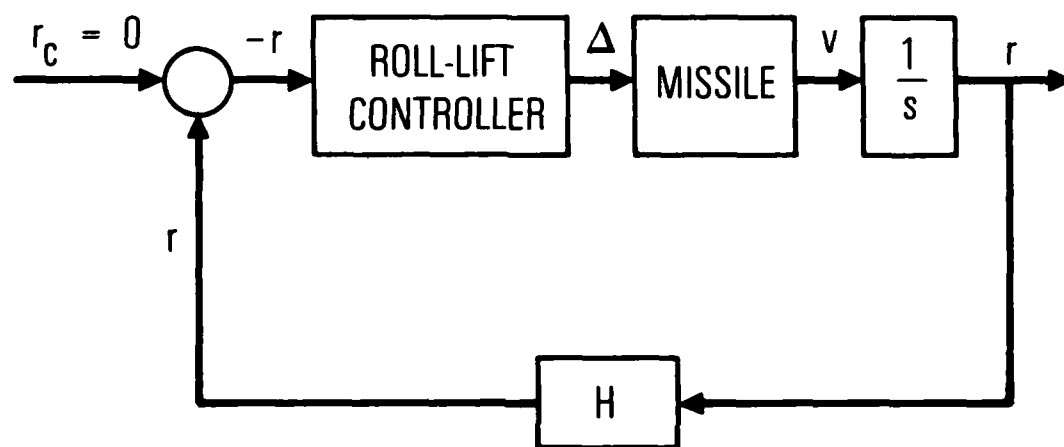 r_c = 0
−r
ROLL-LIFT
CONTROLLER
Δ
MISSILE
v
1
s
r
r
H